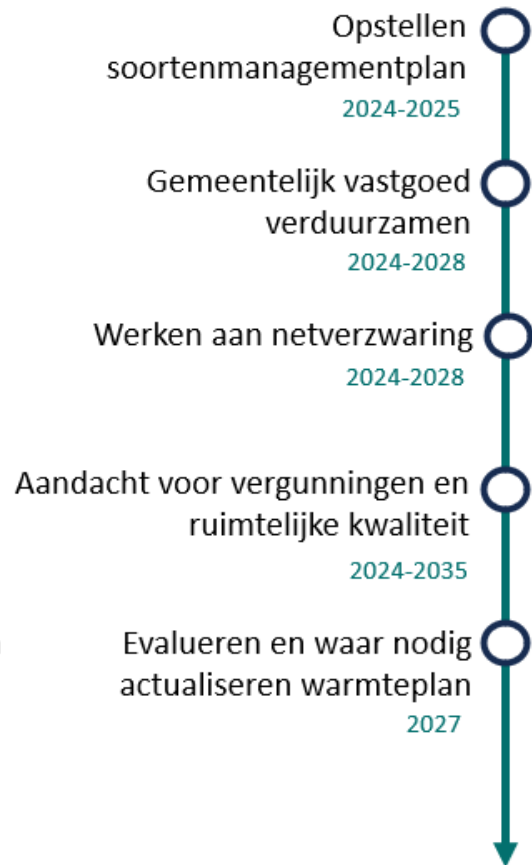 Opstellen
soortenmanagementplan
2024-2025
Gemeentelijk vastgoed
verduurzamen
2024-2028
Werken aan netverzwaring
2024-2028
Aandacht voor vergunningen en
ruimtelijke kwaliteit
2024-2035
Evalueren en waar nodig
actualiseren warmteplan
2027